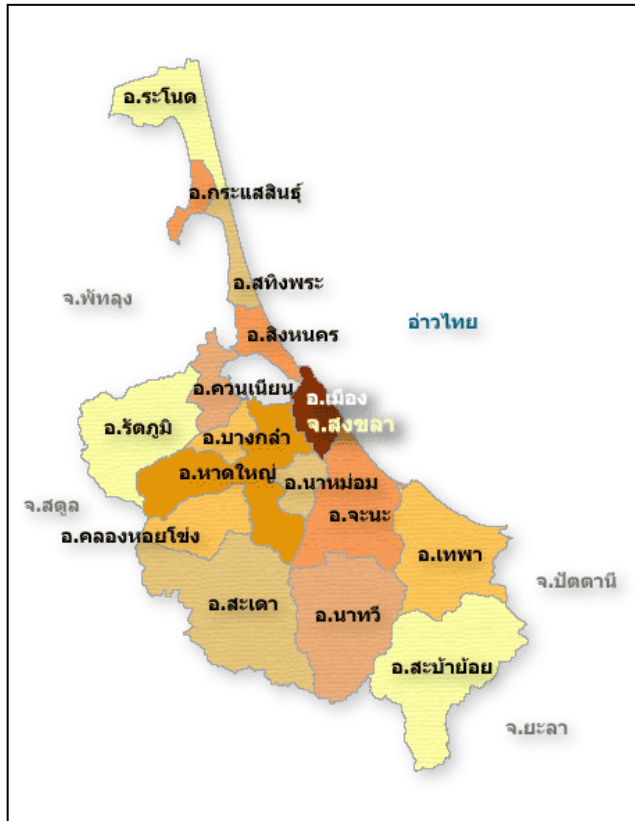 อ.ระโนด
อ.กระแสสินธุ์
อ.สทิงพระ
จ.พัทลุง
อ่าวไทย
อ.สิงหนคร
อ.ควนเนียน
อ.เมือง
จ.สงขลา
อ.รัตภูมิ
อ.บางกล่ำ
อ.หาดใหญ่
อ.นาหม่อม
จ.สตูล
อ.จะนะ
อ.คลองหอยโข่ง
อ.เทพา
จ.ปัตตานี
อ.สะเดา
อ.นาทวี
อ.สะบ้าย้อย
จ.ยะลา